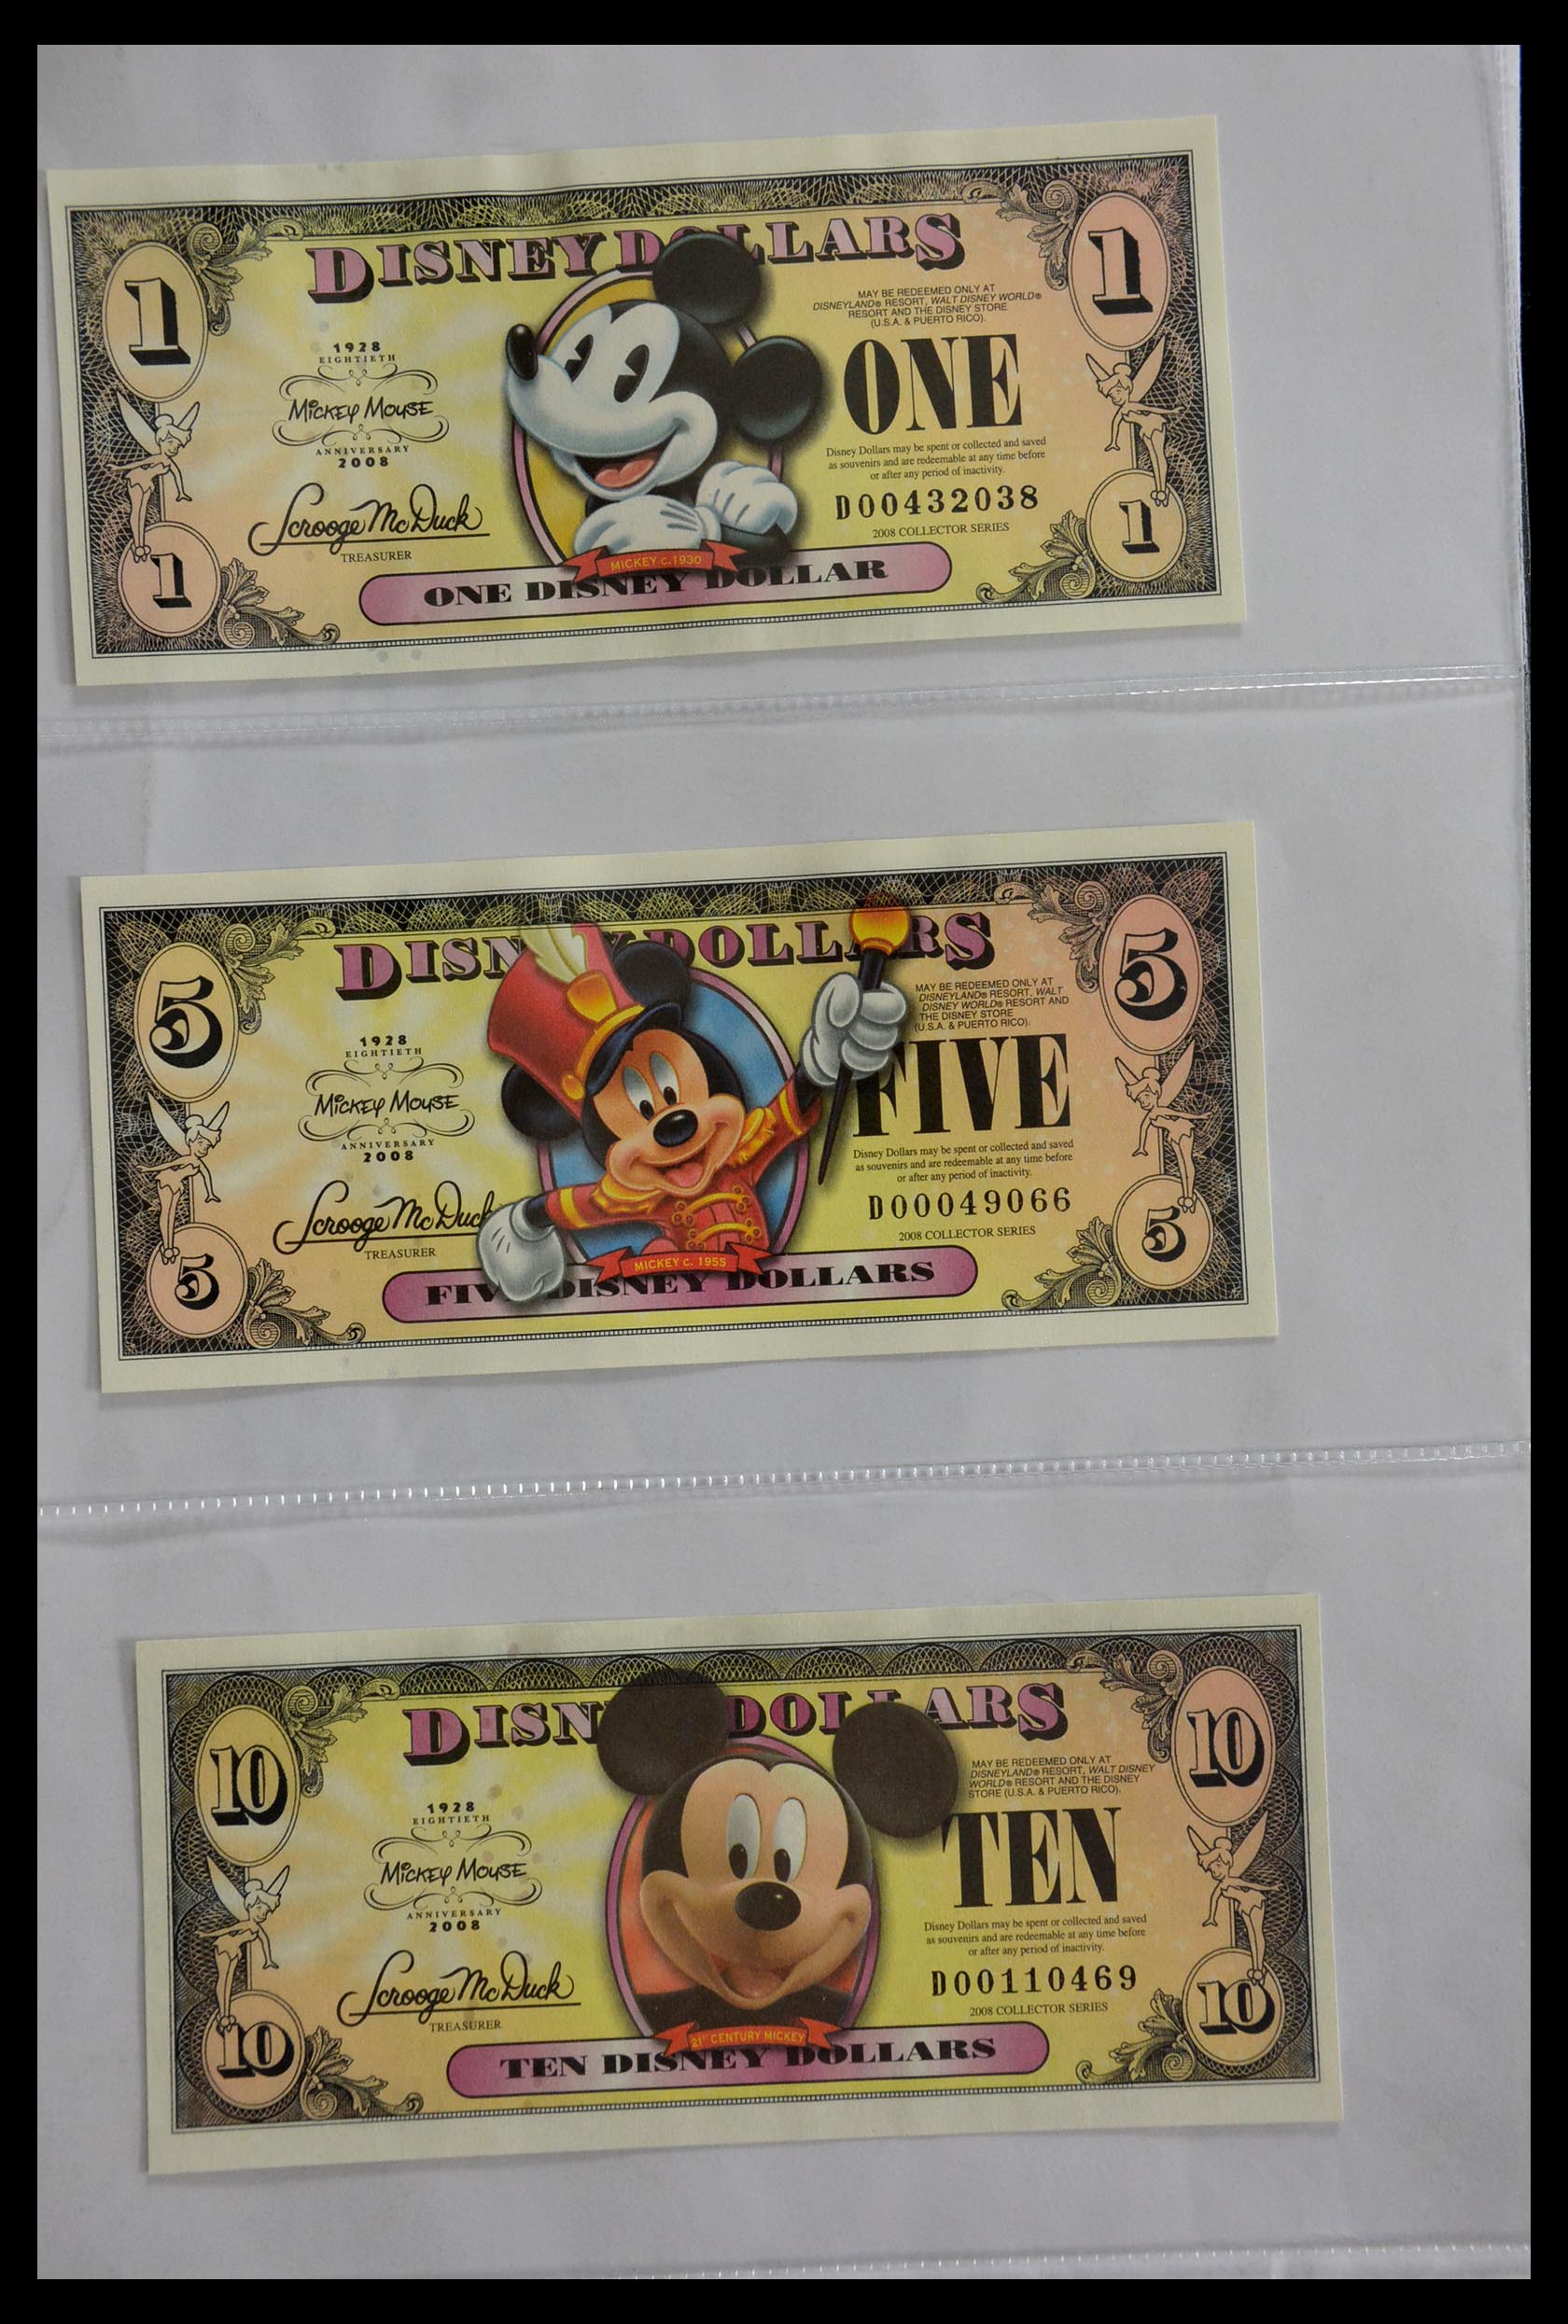 DISNEY DOLLARS
1
1
MAY BE REDEEMED ONLY AT
DISNEYLAND® RESORT, WALT DISNEY WORLD®
RESORT AND THE DISNEY STORE
(U.S.A. & PUERTO RICO).
1928
EIGHTIETH
MICKEY MOUSE
ANNIVERSARY
2008
ONE
Disney Dollars may be spent or collected and saved
as souvenirs and are redeemable at any time before
or after any period of inactivity.
D00432038
2008 COLLECTOR SERIES
Scrooge McDuck
TREASURER
1
1
MICKEY c.1930
ONE DISNEY DOLLAR
DISNEY DOLLARS
5
5
MAY BE REDEEMED ONLY AT
DISNEYLAND® RESORT, WALT
DISNEY WORLD® RESORT AND
THE DISNEY STORE
(U.S.A. & PUERTO RICO).
1928
EIGHTIETH
MICKEY MOUSE
ANNIVERSARY
2008
FIVE
Disney Dollars may be spent or collected and saved
as souvenirs and are redeemable at any time before
or after any period of inactivity.
D00049066
2008 COLLECTOR SERIES
Scrooge McDuck
TREASURER
5
5
MICKEY c. 1955
FIVE DISNEY DOLLARS
DISNEY DOLLARS
10
10
MAY BE REDEEMED ONLY AT
DISNEYLAND® RESORT, WALT DISNEY
WORLD® RESORT AND THE DISNEY
STORE (U.S.A. & PUERTO RICO).
1928
EIGHTIETH
MICKEY MOUSE
ANNIVERSARY
2008
TEN
Disney Dollars may be spent or collected and saved
as souvenirs and are redeemable at any time before
or after any period of inactivity.
D00110469
2008 COLLECTOR SERIES
Scrooge McDuck
TREASURER
10
10
21ST CENTURY MICKEY
TEN DISNEY DOLLARS